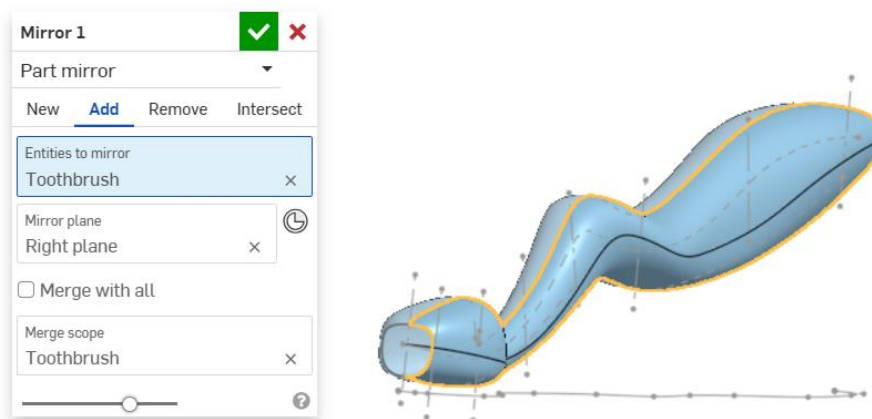 Mirror 1
Part mirror
New Add Remove Intersect
Entities to mirror
Toothbrush
Mirror plane
Right plane
Merge with all
Merge scope
Toothbrush